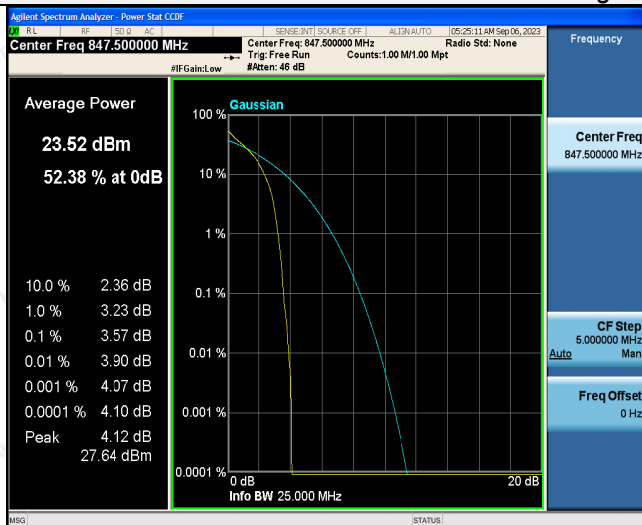 Agilent Spectrum Analyzer - Power Stat CCDF
RL RF 50 Ω AC SENSE:INT SOURCE OFF ALIGN AUTO 05:25:11 AM Sep 06, 2023
Center Freq 847.500000 MHz
Center Freq: 847.500000 MHz Radio Std: None
Trig: Free Run Counts:1.00 M/1.00 Mpt
#IFGain:Low #Atten: 46 dB
Frequency
Center Freq
847.500000 MHz
CF Step
5.000000 MHz
Auto Man
Freq Offset
0 Hz
Average Power
23.52 dBm
52.38 % at 0dB
10.0 % 2.36 dB
1.0 % 3.23 dB
0.1 % 3.57 dB
0.01 % 3.90 dB
0.001 % 4.07 dB
0.0001 % 4.10 dB
Peak 4.12 dB
27.64 dBm
Gaussian
100 %
10 %
1 %
0.1 %
0.01 %
0.001 %
0.0001 %
0 dB 20 dB
Info BW 25.000 MHz
MSG STATUS